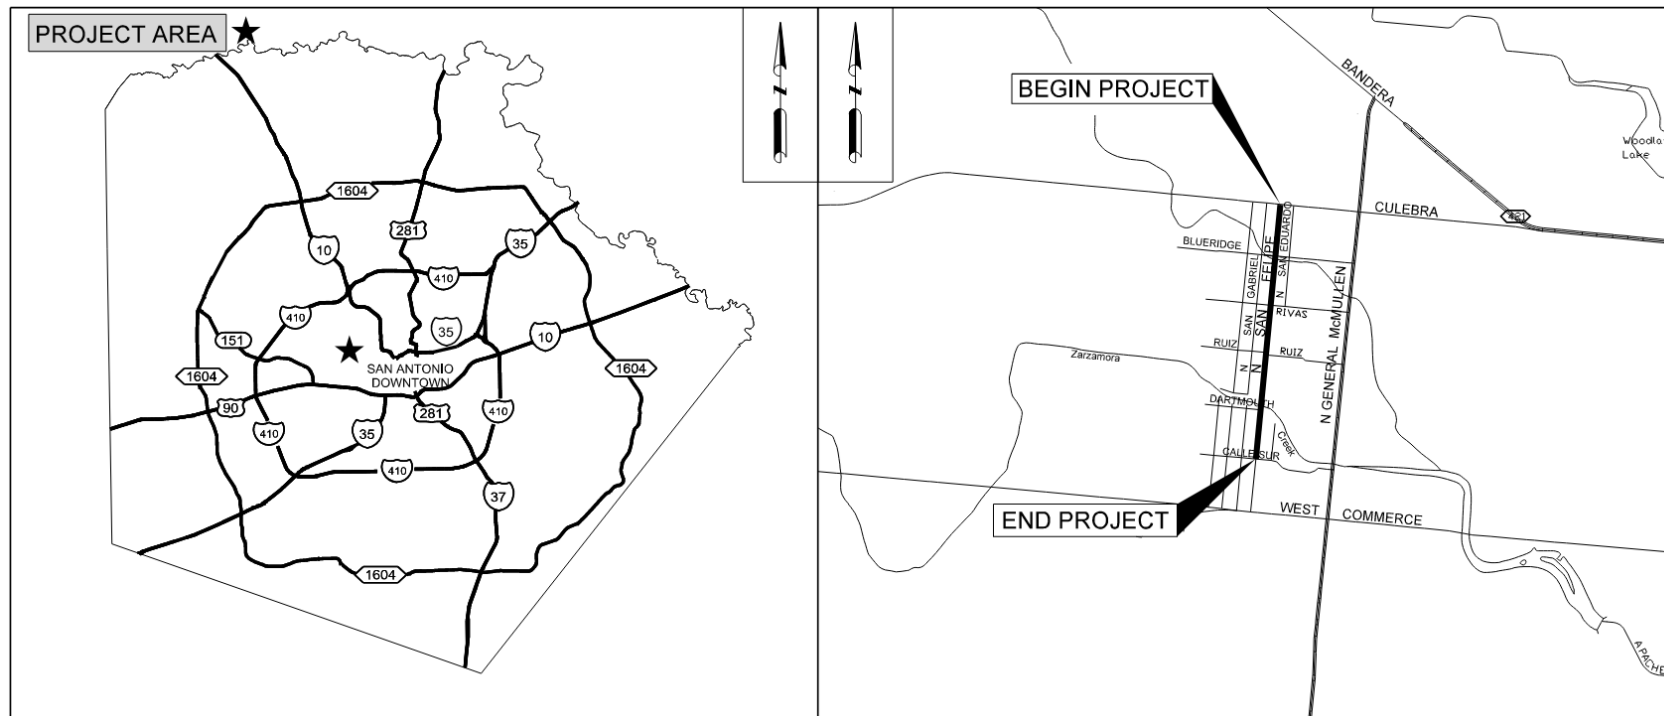 PROJECT AREA
1604
281
10
35
410
410
35
10
151
SAN ANTONIO
DOWNTOWN
1604
1604
90
281
410
410
35
410
37
1604
N
N
BEGIN PROJECT
BANDERA
Woodla
Lake
CULEBRA
421
BLUERIDGE
N SAN GABRIEL
N SAN FELIPE
N SAN EDUARDO
RIVAS
N GENERAL McMULLEN
RUIZ
RUIZ
Zarzamora
DARTMOUTH
Creek
CALLE SUR
END PROJECT
WEST COMMERCE
APACHE